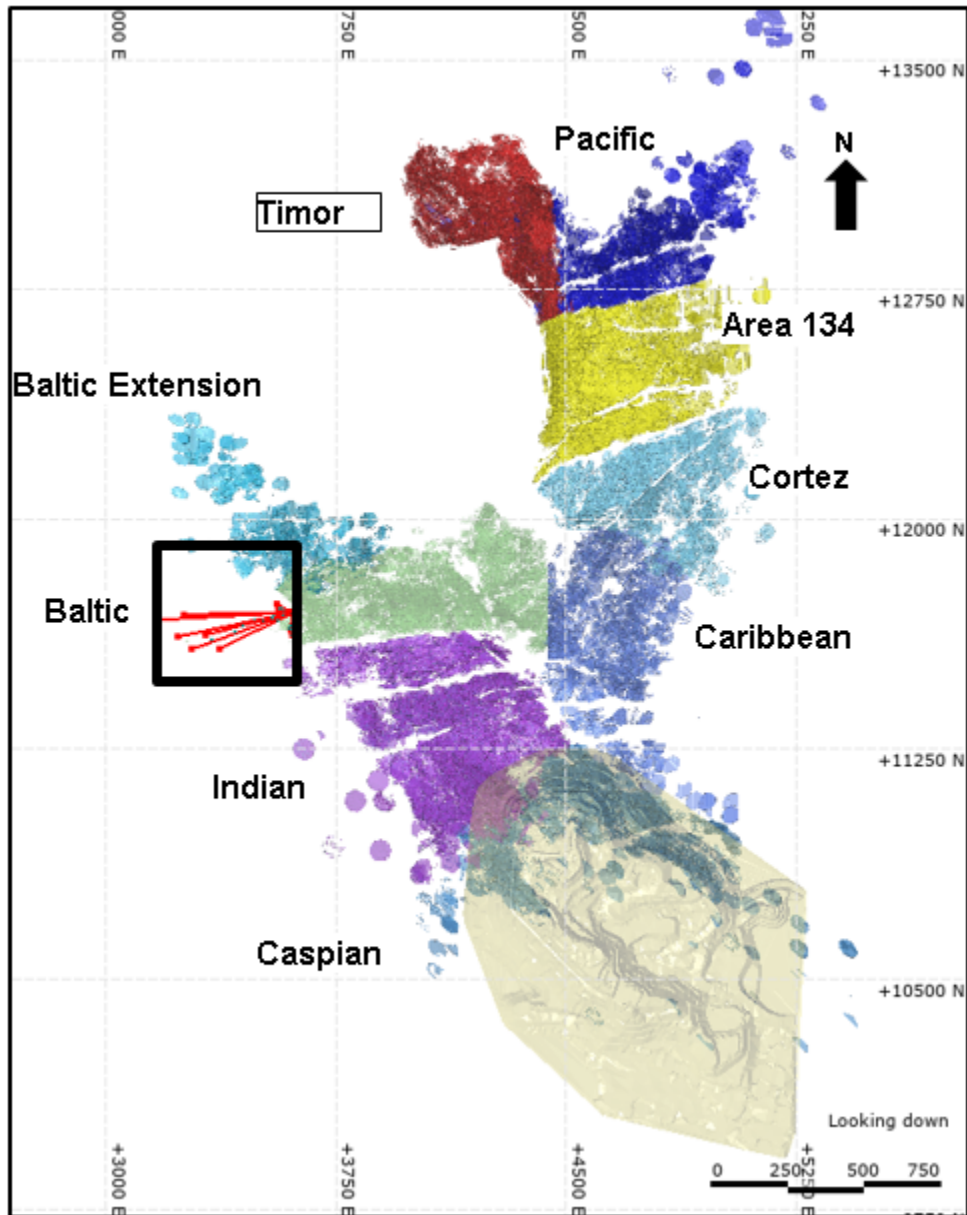 000 E
750 E
500 E
250 E
+13500 N
Pacific
N
Timor
+12750 N
Area 134
Baltic Extension
Cortez
+12000 N
Baltic
Caribbean
+11250 N
Indian
Caspian
+10500 N
Looking down
+3000 E
+3750 E
+4500 E
+5250 E
0 250 500 750